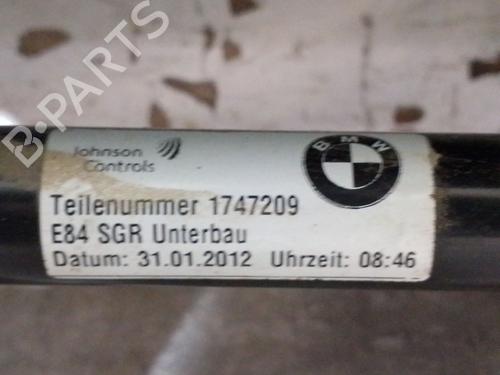 Johnson
Controls
BMW
Teilenummer 1747209
E84 SGR Unterbau
Datum: 31.01.2012 Uhrzeit: 08:46
B-PARTS